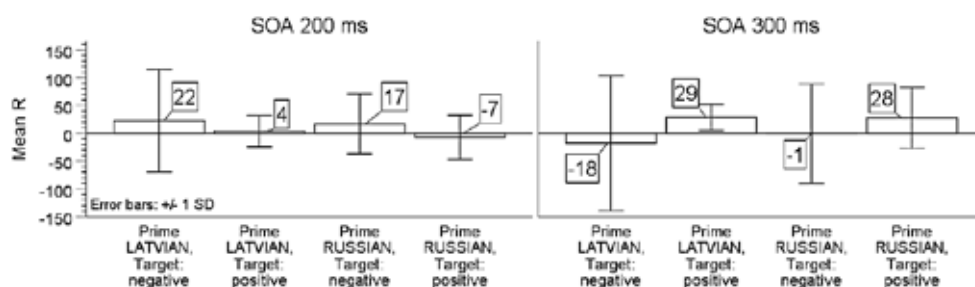 SOA 200 ms
SOA 300 ms
Mean R
150
100
50
0
-50
-100
-150
22
4
17
-7
-18
29
-1
28
Error bars: +/- 1 SD
Prime LATVIAN, Target: negative
Prime LATVIAN, Target: positive
Prime RUSSIAN, Target: negative
Prime RUSSIAN, Target: positive
Prime LATVIAN, Target: negative
Prime LATVIAN, Target: positive
Prime RUSSIAN, Target: negative
Prime RUSSIAN, Target: positive